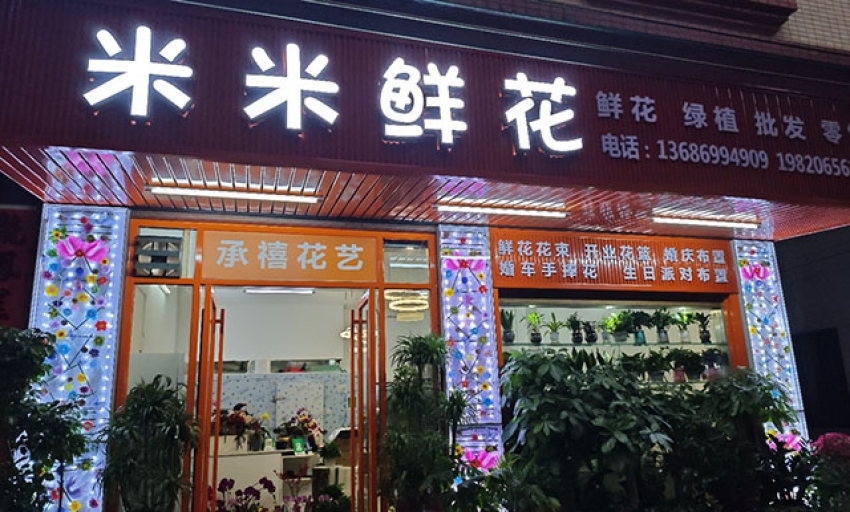 米米鲜花
鲜花 绿植 批发 零
电话：13686994909 19820656
承禧花艺
鲜花花束 开业花篮 婚庆布置
婚车手捧花 生日派对布置